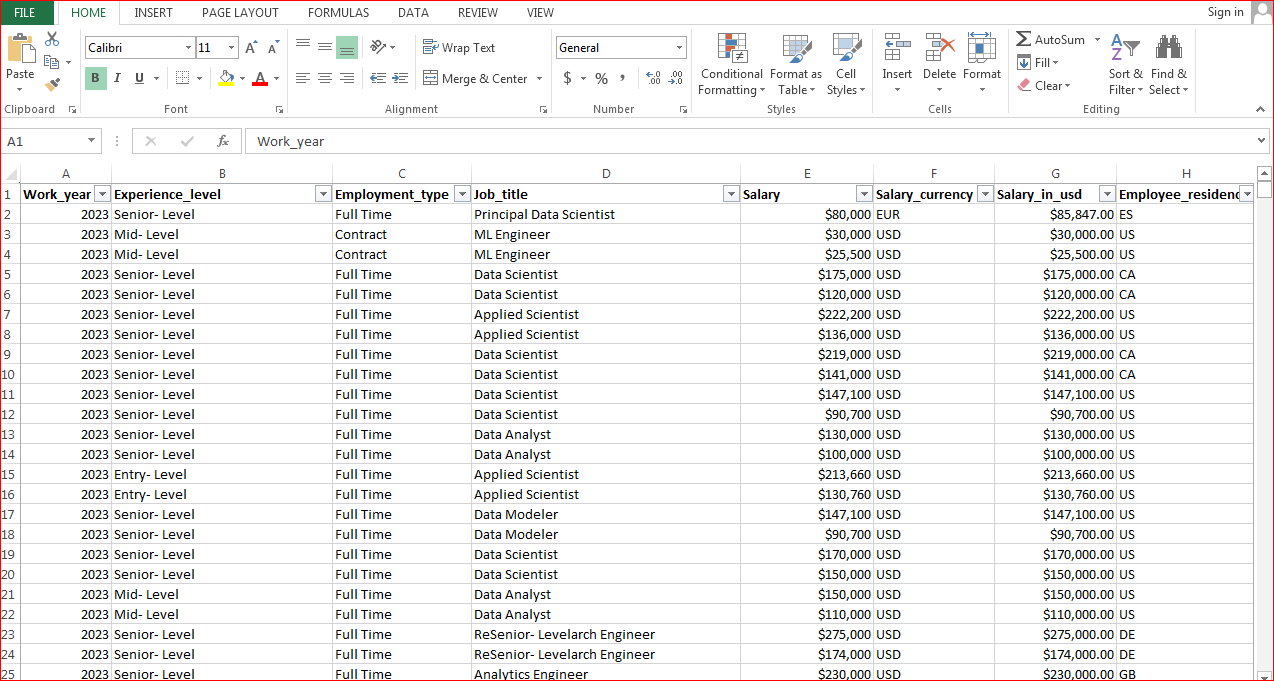 FILE HOME INSERT PAGE LAYOUT FORMULAS DATA REVIEW VIEW Sign in
Calibri 11 A A Wrap Text General AutoSum
Paste B I U A Merge & Center $ % , .00 Conditional Formatting Format as Table Cell Styles Insert Delete Format Fill Clear Sort & Filter Find & Select
Clipboard Font Alignment Number Styles Cells Editing
A1 fx Work_year
A B C D E F G H
1 Work_year Experience_level Employment_type Job_title Salary Salary_currency Salary_in_usd Employee_residenc
2 2023 Senior- Level Full Time Principal Data Scientist $80,000 EUR $85,847.00 ES
3 2023 Mid- Level Contract ML Engineer $30,000 USD $30,000.00 US
4 2023 Mid- Level Contract ML Engineer $25,500 USD $25,500.00 US
5 2023 Senior- Level Full Time Data Scientist $175,000 USD $175,000.00 CA
6 2023 Senior- Level Full Time Data Scientist $120,000 USD $120,000.00 CA
7 2023 Senior- Level Full Time Applied Scientist $222,200 USD $222,200.00 US
8 2023 Senior- Level Full Time Applied Scientist $136,000 USD $136,000.00 US
9 2023 Senior- Level Full Time Data Scientist $219,000 USD $219,000.00 CA
10 2023 Senior- Level Full Time Data Scientist $141,000 USD $141,000.00 CA
11 2023 Senior- Level Full Time Data Scientist $147,100 USD $147,100.00 US
12 2023 Senior- Level Full Time Data Scientist $90,700 USD $90,700.00 US
13 2023 Senior- Level Full Time Data Analyst $130,000 USD $130,000.00 US
14 2023 Senior- Level Full Time Data Analyst $100,000 USD $100,000.00 US
15 2023 Entry- Level Full Time Applied Scientist $213,660 USD $213,660.00 US
16 2023 Entry- Level Full Time Applied Scientist $130,760 USD $130,760.00 US
17 2023 Senior- Level Full Time Data Modeler $147,100 USD $147,100.00 US
18 2023 Senior- Level Full Time Data Modeler $90,700 USD $90,700.00 US
19 2023 Senior- Level Full Time Data Scientist $170,000 USD $170,000.00 US
20 2023 Senior- Level Full Time Data Scientist $150,000 USD $150,000.00 US
21 2023 Mid- Level Full Time Data Analyst $150,000 USD $150,000.00 US
22 2023 Mid- Level Full Time Data Analyst $110,000 USD $110,000.00 US
23 2023 Senior- Level Full Time ReSenior- Levelarch Engineer $275,000 USD $275,000.00 DE
24 2023 Senior- Level Full Time ReSenior- Levelarch Engineer $174,000 USD $174,000.00 DE
25 2023 Senior- Level Full Time Analytics Engineer $230,000 USD $230,000.00 GB